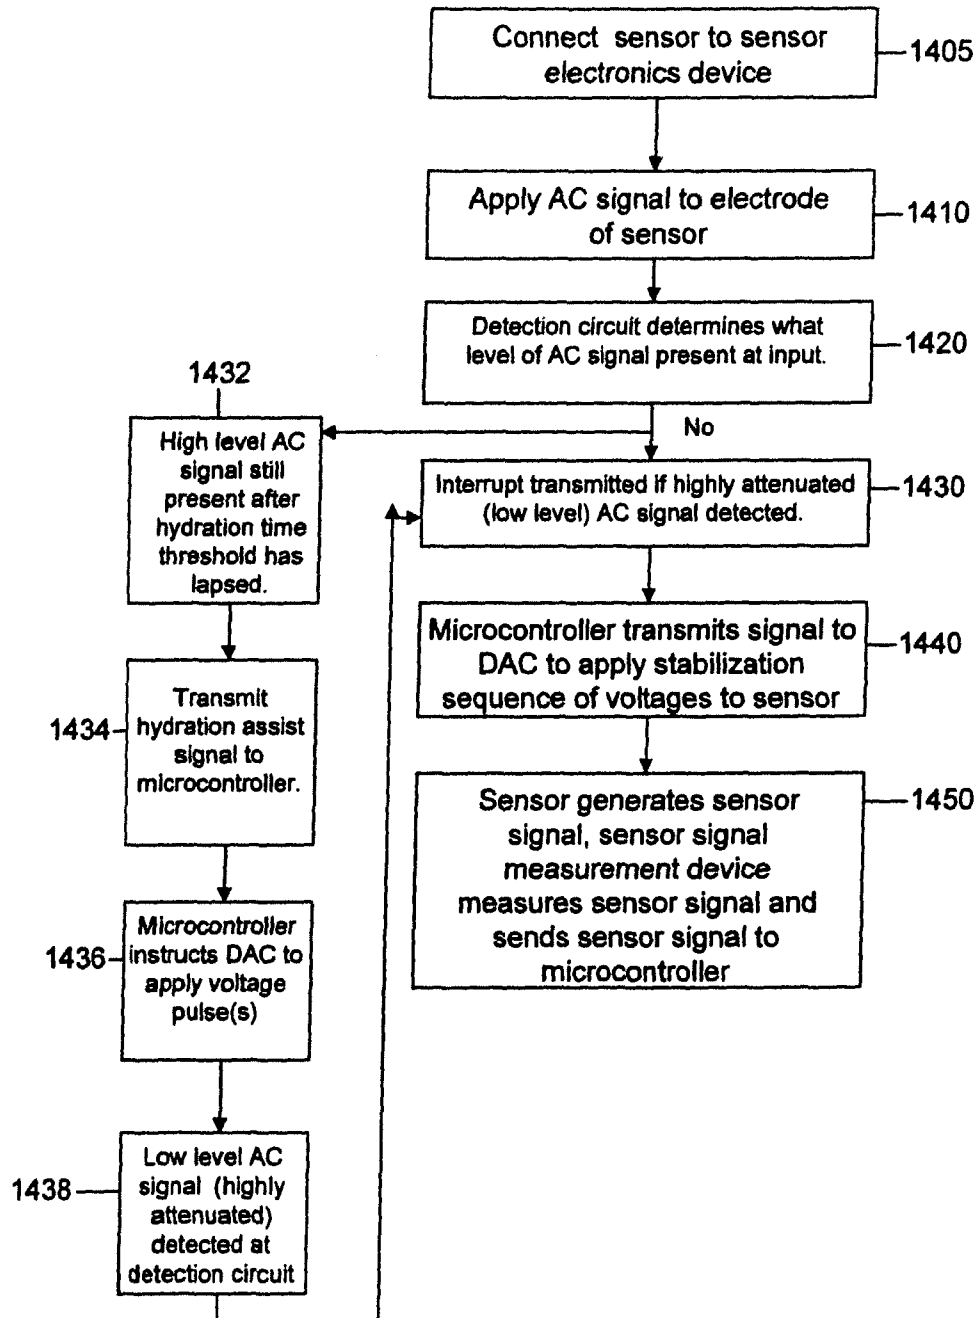 Connect sensor to sensor
electronics device
1405
Apply AC signal to electrode
of sensor
1410
Detection circuit determines what
level of AC signal present at input.
1420
No
1432
High level AC
signal still
present after
hydration time
threshold has
lapsed.
Interrupt transmitted if highly attenuated
(low level) AC signal detected.
1430
Transmit
hydration assist
signal to
microcontroller.
1434
Microcontroller transmits signal to
DAC to apply stabilization
sequence of voltages to sensor
1440
Microcontroller
instructs DAC to
apply voltage
pulse(s)
1436
Sensor generates sensor
signal, sensor signal
measurement device
measures sensor signal and
sends sensor signal to
microcontroller
1450
Low level AC
signal (highly
attenuated)
detected at
detection circuit
1438